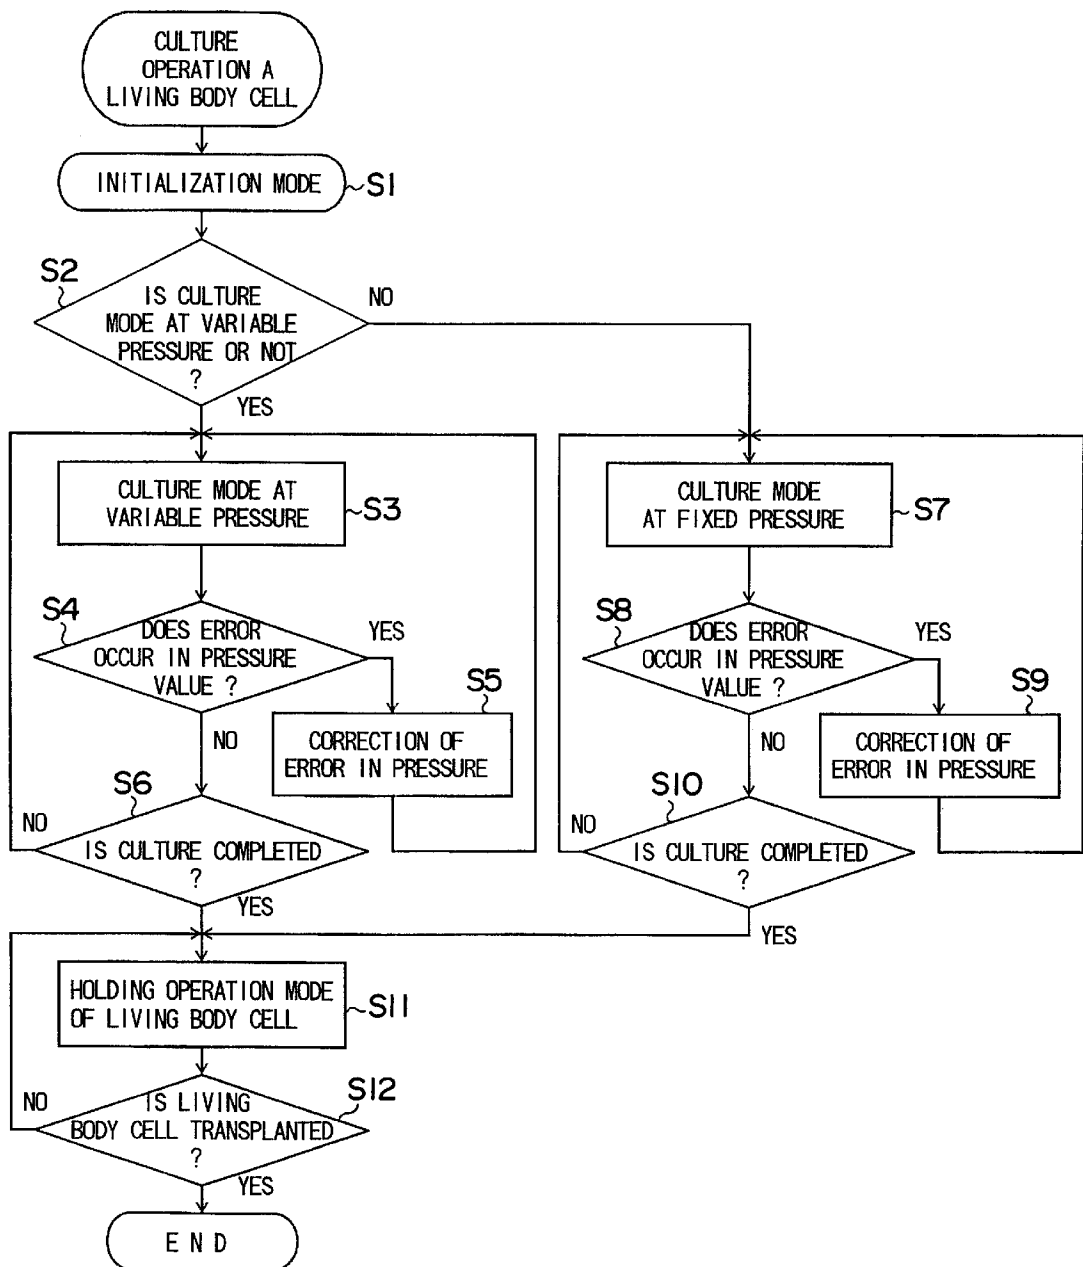 CULTURE
OPERATION A
LIVING BODY CELL
INITIALIZATION MODE
S1
S2
IS CULTURE
MODE AT VARIABLE
PRESSURE OR NOT
?
NO
YES
CULTURE MODE AT
VARIABLE PRESSURE
S3
S4
DOES ERROR
OCCUR IN PRESSURE
VALUE ?
YES
NO
S5
CORRECTION OF
ERROR IN PRESSURE
S6
IS CULTURE COMPLETED
?
NO
YES
CULTURE MODE
AT FIXED PRESSURE
S7
S8
DOES ERROR
OCCUR IN PRESSURE
VALUE ?
YES
NO
S9
CORRECTION OF
ERROR IN PRESSURE
S10
IS CULTURE COMPLETED
?
NO
YES
HOLDING OPERATION MODE
OF LIVING BODY CELL
S11
S12
IS LIVING
BODY CELL TRANSPLANTED
?
NO
YES
END